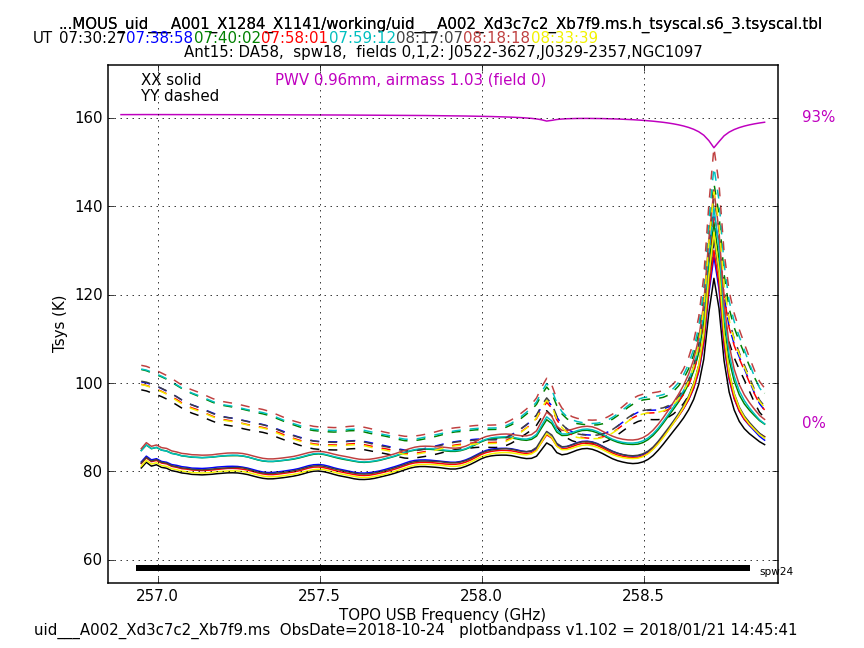 ...MOUS_uid___A001_X1284_X1141/working/uid___A002_Xd3c7c2_Xb7f9.ms.h_tsyscal.s6_3.tsyscal.tbl
UT 07:30:27 07:38:58 07:40:02 07:58:01 07:59:12 08:17:07 08:18:18 08:33:39
Ant15: DA58, spw18, fields 0,1,2: J0522-3627,J0329-2357,NGC1097
XX solid PWV 0.96mm, airmass 1.03 (field 0)
YY dashed
160 93%
140
120
Tsys (K)
100
0%
80
60
spw24
257.0 257.5 258.0 258.5
TOPO USB Frequency (GHz)
uid___A002_Xd3c7c2_Xb7f9.ms ObsDate=2018-10-24 plotbandpass v1.102 = 2018/01/21 14:45:41